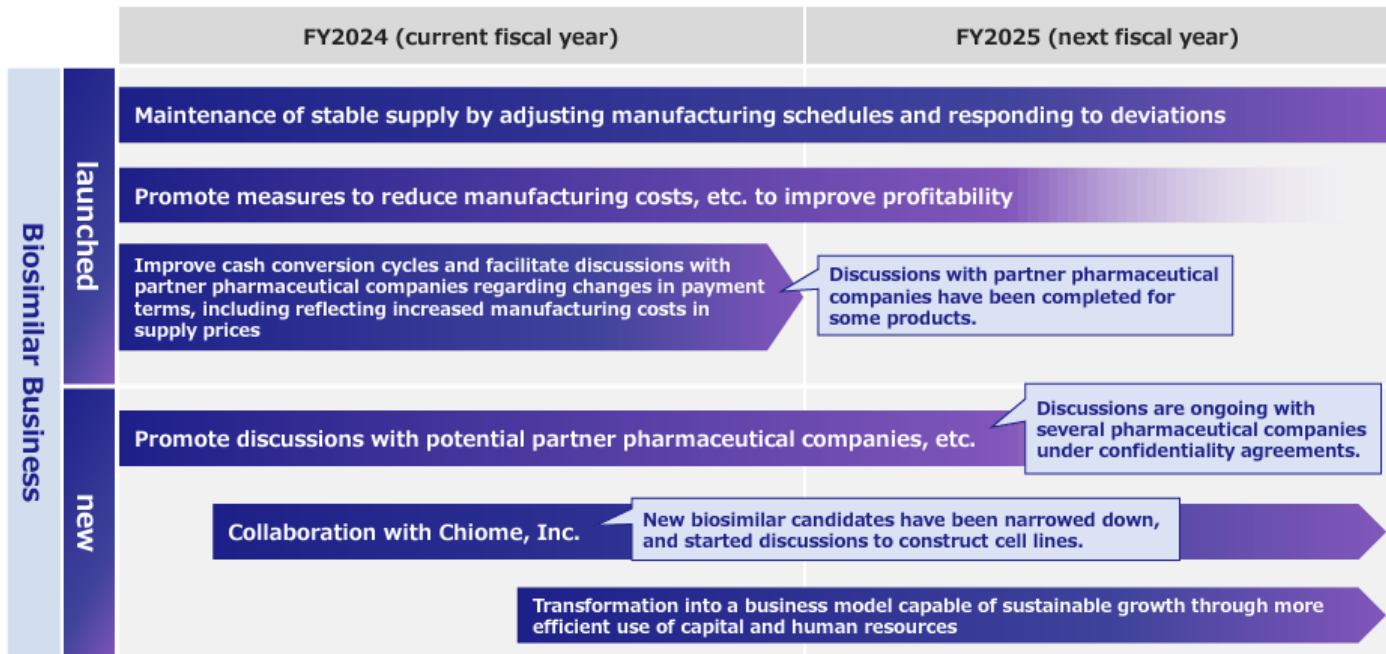 FY2024 (current fiscal year)
FY2025 (next fiscal year)
Biosimilar Business
launched
Maintenance of stable supply by adjusting manufacturing schedules and responding to deviations
Promote measures to reduce manufacturing costs, etc. to improve profitability
Improve cash conversion cycles and facilitate discussions with
partner pharmaceutical companies regarding changes in payment
terms, including reflecting increased manufacturing costs in
supply prices
Discussions with partner pharmaceutical
companies have been completed for
some products.
new
Promote discussions with potential partner pharmaceutical companies, etc.
Discussions are ongoing with
several pharmaceutical companies
under confidentiality agreements.
Collaboration with Chiome, Inc.
New biosimilar candidates have been narrowed down,
and started discussions to construct cell lines.
Transformation into a business model capable of sustainable growth through more
efficient use of capital and human resources